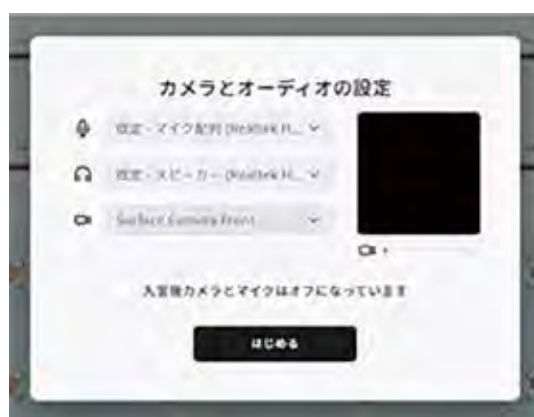 カメラとオーディオの設定
既定 - マイク配列 (Realtek H...
既定 - スピーカー (Realtek H...
Surface Camera Front
入室後カメラとマイクはオフになっています
はじめる